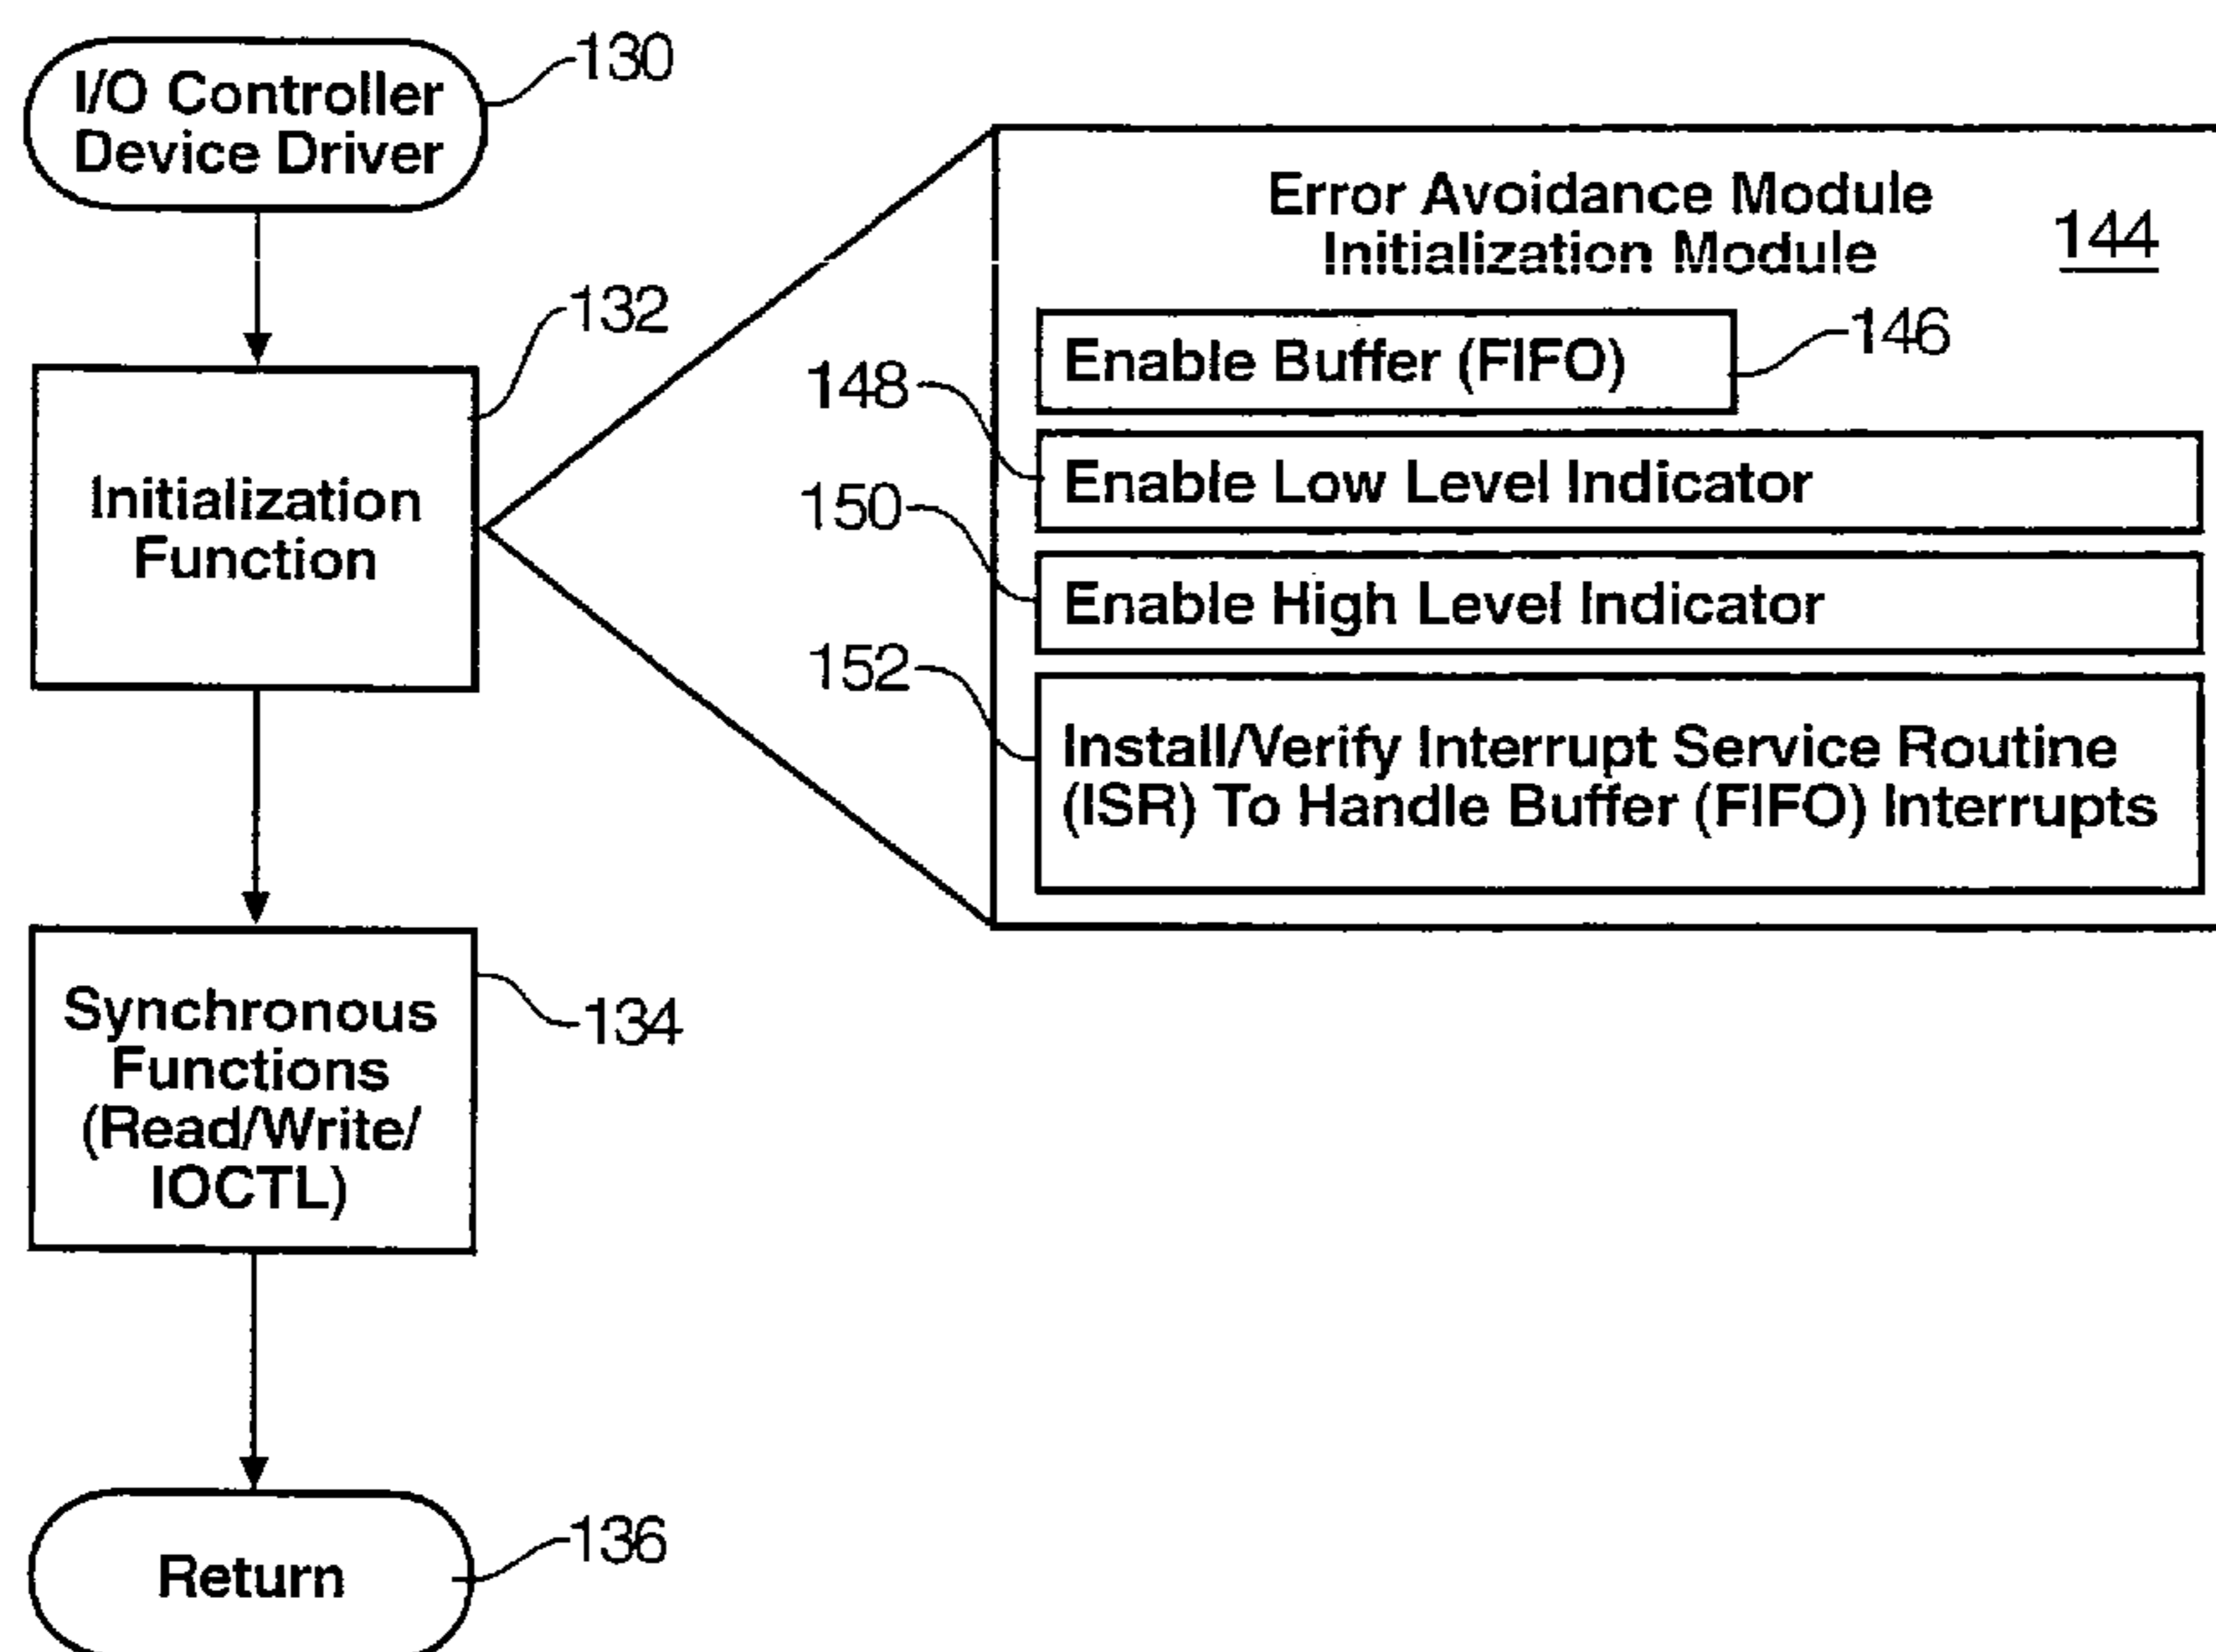 I/O Controller
Device Driver
130
132
Initialization
Function
Synchronous
Functions
(Read/Write/
IOCTL)
134
Return
136
Error Avoidance Module
Initialization Module
144
Enable Buffer (FIFO)
146
148
Enable Low Level Indicator
150
Enable High Level Indicator
152
Install/Verify Interrupt Service Routine
(ISR) To Handle Buffer (FIFO) Interrupts